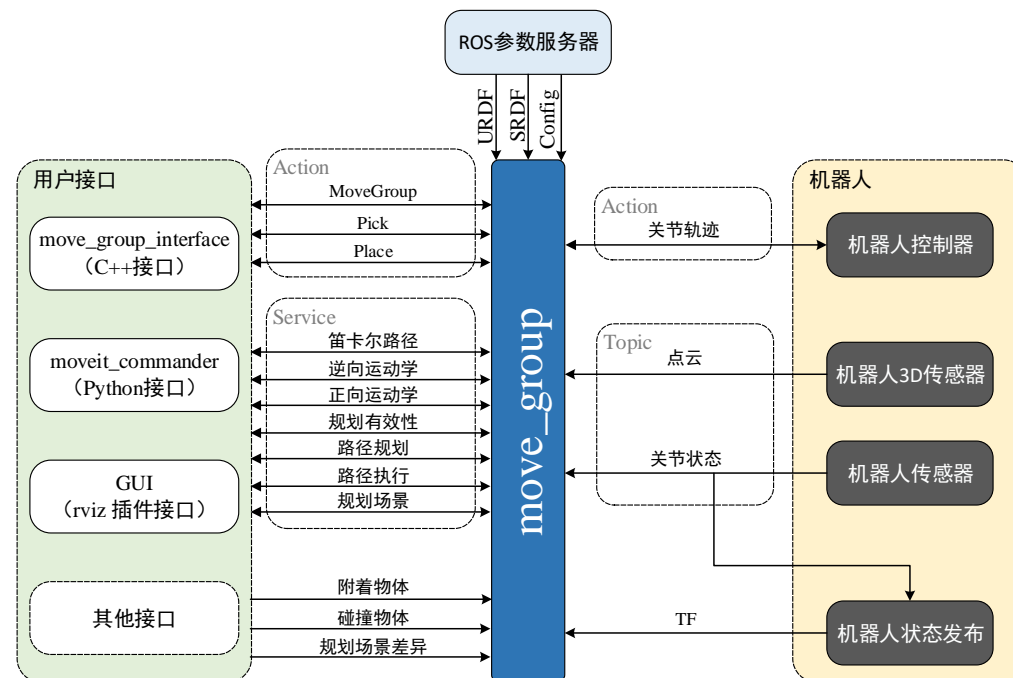 ROS参数服务器
URDF
SRDF
Config
用户接口
move_group_interface
（C++接口）
moveit_commander
（Python接口）
GUI
（rviz 插件接口）
其他接口
Action
MoveGroup
Pick
Place
Service
笛卡尔路径
逆向运动学
正向运动学
规划有效性
路径规划
路径执行
规划场景
附着物体
碰撞物体
规划场景差异
move_group
Action
关节轨迹
Topic
点云
关节状态
TF
机器人
机器人控制器
机器人3D传感器
机器人传感器
机器人状态发布